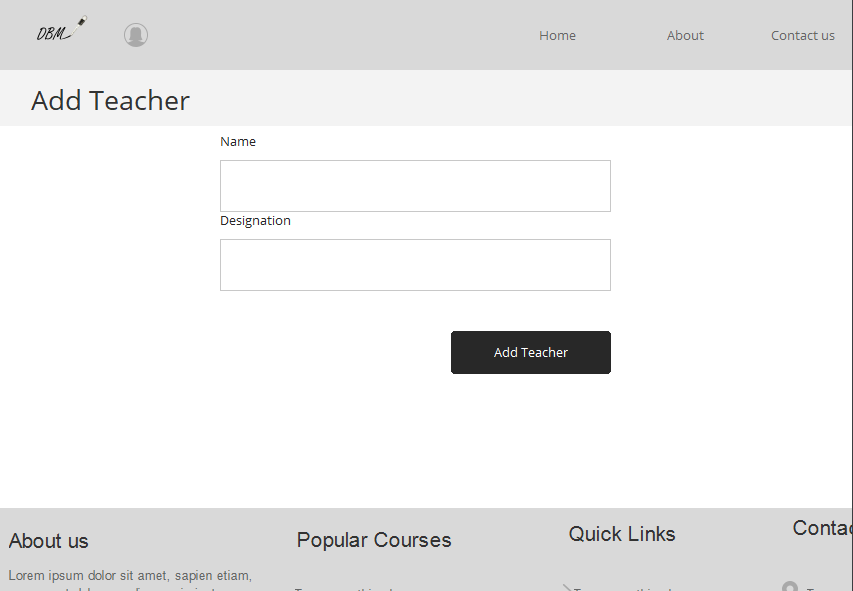 DBM
Home
About
Contact us
Add Teacher
Name
Designation
Add Teacher
About us
Popular Courses
Quick Links
Contac
Lorem ipsum dolor sit amet, sapien etiam,